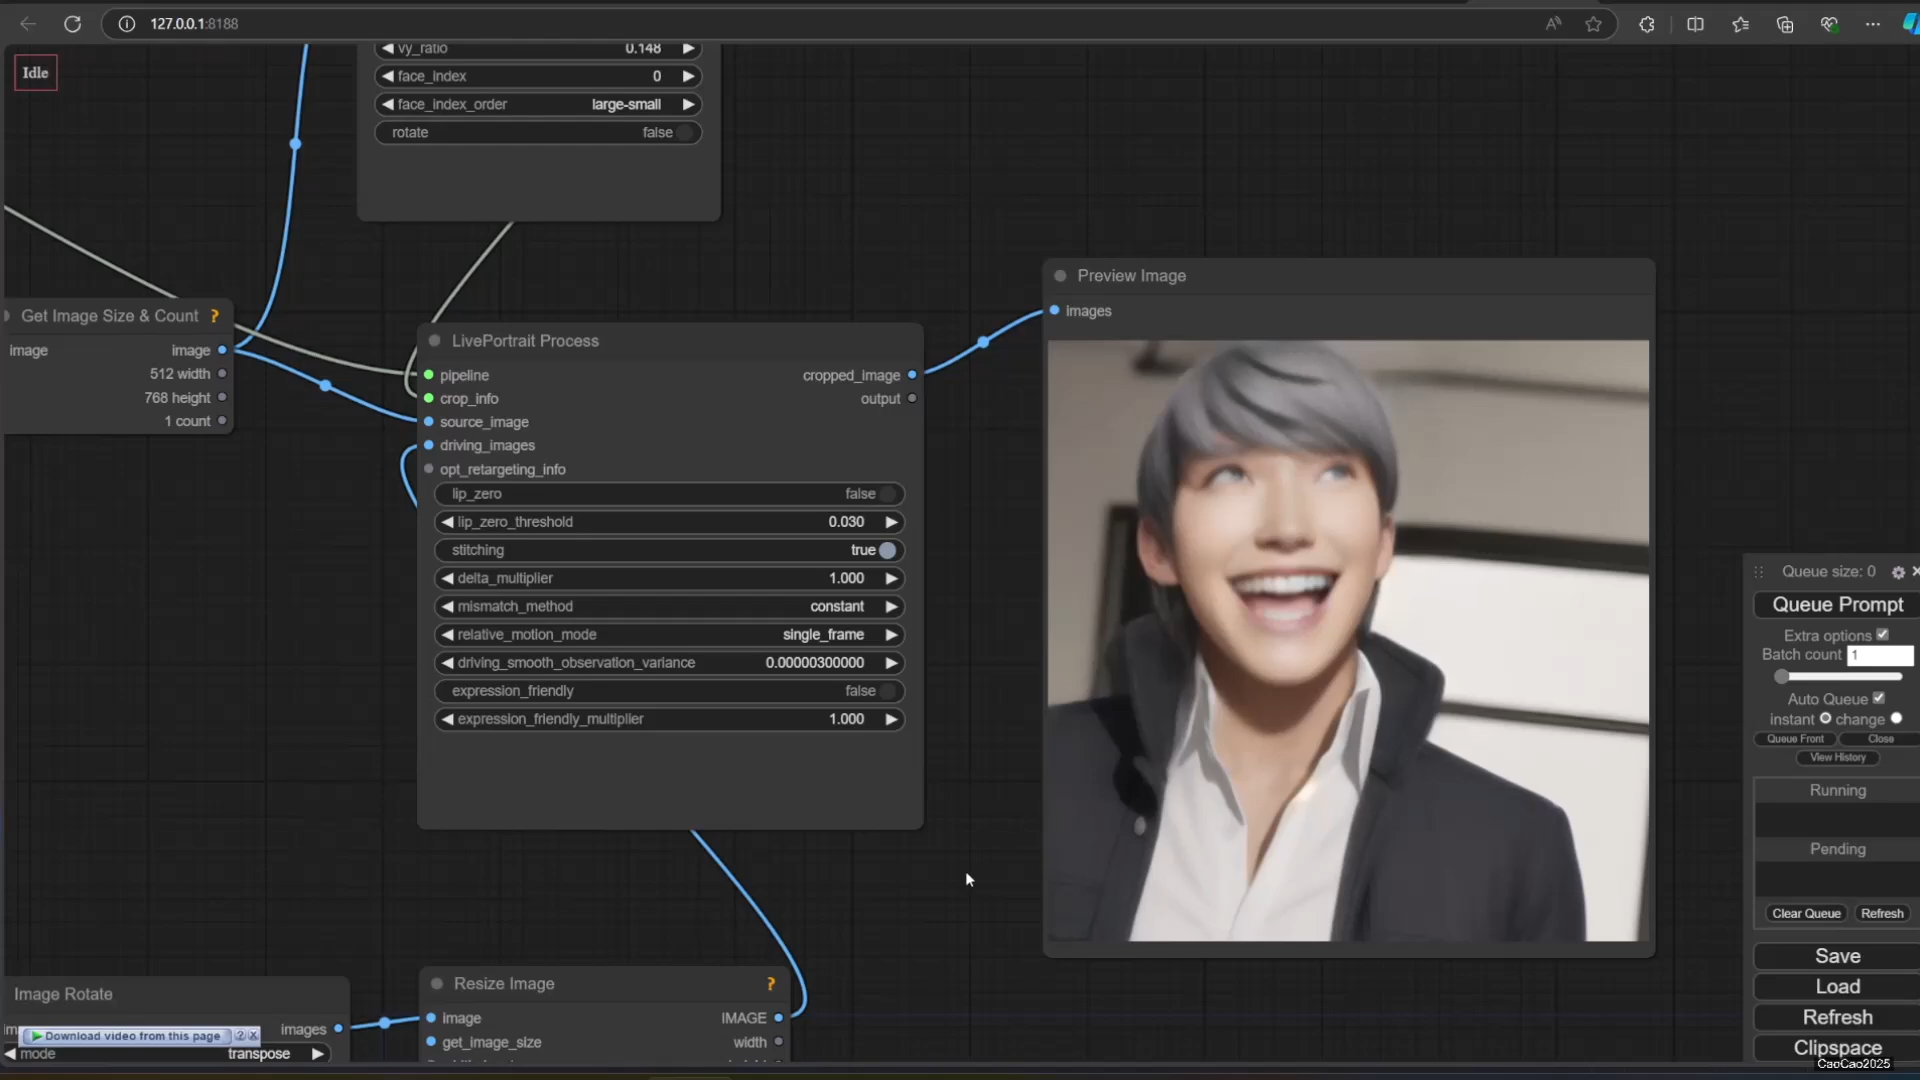 127.0.0.1:8188
Idle
vy_ratio 0.148
face_index 0
face_index_order large-small
rotate false
Get Image Size & Count ?
image image
512 width
768 height
1 count
LivePortrait Process
pipeline cropped_image
crop_info output
source_image
driving_images
opt_retargeting_info
lip_zero false
lip_zero_threshold 0.030
stitching true
delta_multiplier 1.000
mismatch_method constant
relative_motion_mode single_frame
driving_smooth_observation_variance 0.00000300000
expression_friendly false
expression_friendly_multiplier 1.000
Preview Image
images
Queue size: 0
Queue Prompt
Extra options
Batch count 1
Auto Queue
instant change
Queue Front Close
View History
Running
Pending
Clear Queue Refresh
Save
Load
Refresh
Clipspace
CaoCao2025
Image Rotate
images
Download video from this page ? X
mode transpose
Resize Image ?
image IMAGE
get_image_size width